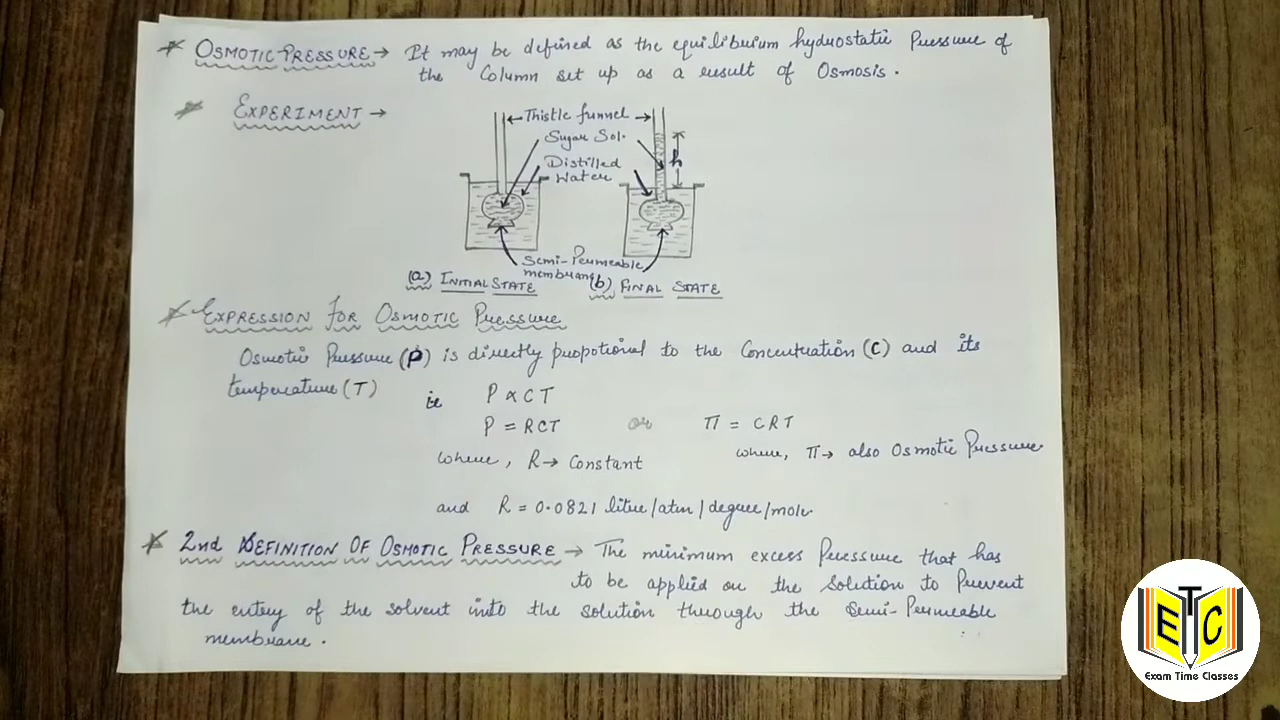 * OSMOTIC PRESSURE → It may be defined as the equilibrium hydrostatic Pressure of
the Column set up as a result of Osmosis.
* EXPERIMENT →
Thistle funnel
Sugar Sol.
h
Distilled
Water
Semi-Permeable
membrane
(a) INITIAL STATE
(b) FINAL STATE
* EXPRESSION FOR OSMOTIC PRESSURE
Osmotic Pressure (P) is directly propotional to the Concentration (C) and its
temperature (T)
ie P ∝ CT
P = RCT or π = CRT
where, R → Constant where, π → also Osmotic Pressure
and R = 0.0821 litre/atm/degree/mole
* 2nd DEFINITION OF OSMOTIC PRESSURE → The minimum excess Pressure that has
to be applied on the Solution to Prevent
the entry of the solvent into the solution through the Semi-Permeable
membrane.
ETC
Exam Time Classes